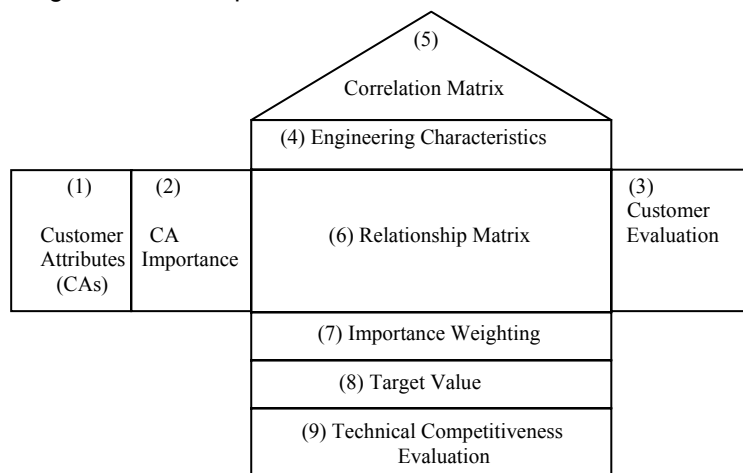 (5)
Correlation Matrix
(4) Engineering Characteristics
(1)
Customer
Attributes
(CAs)
(2)
CA
Importance
(6) Relationship Matrix
(3)
Customer
Evaluation
(7) Importance Weighting
(8) Target Value
(9) Technical Competitiveness
Evaluation